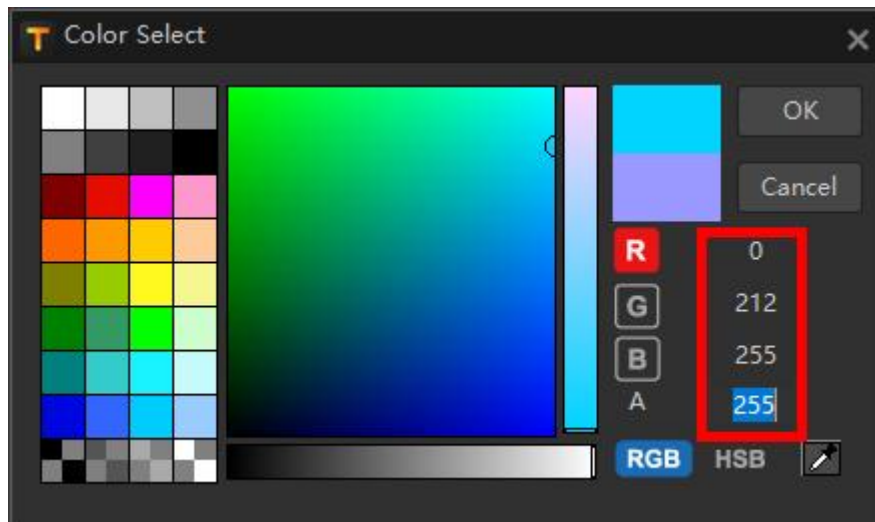 T Color Select
OK
Cancel
R 0
G 212
B 255
A 255
RGB HSB